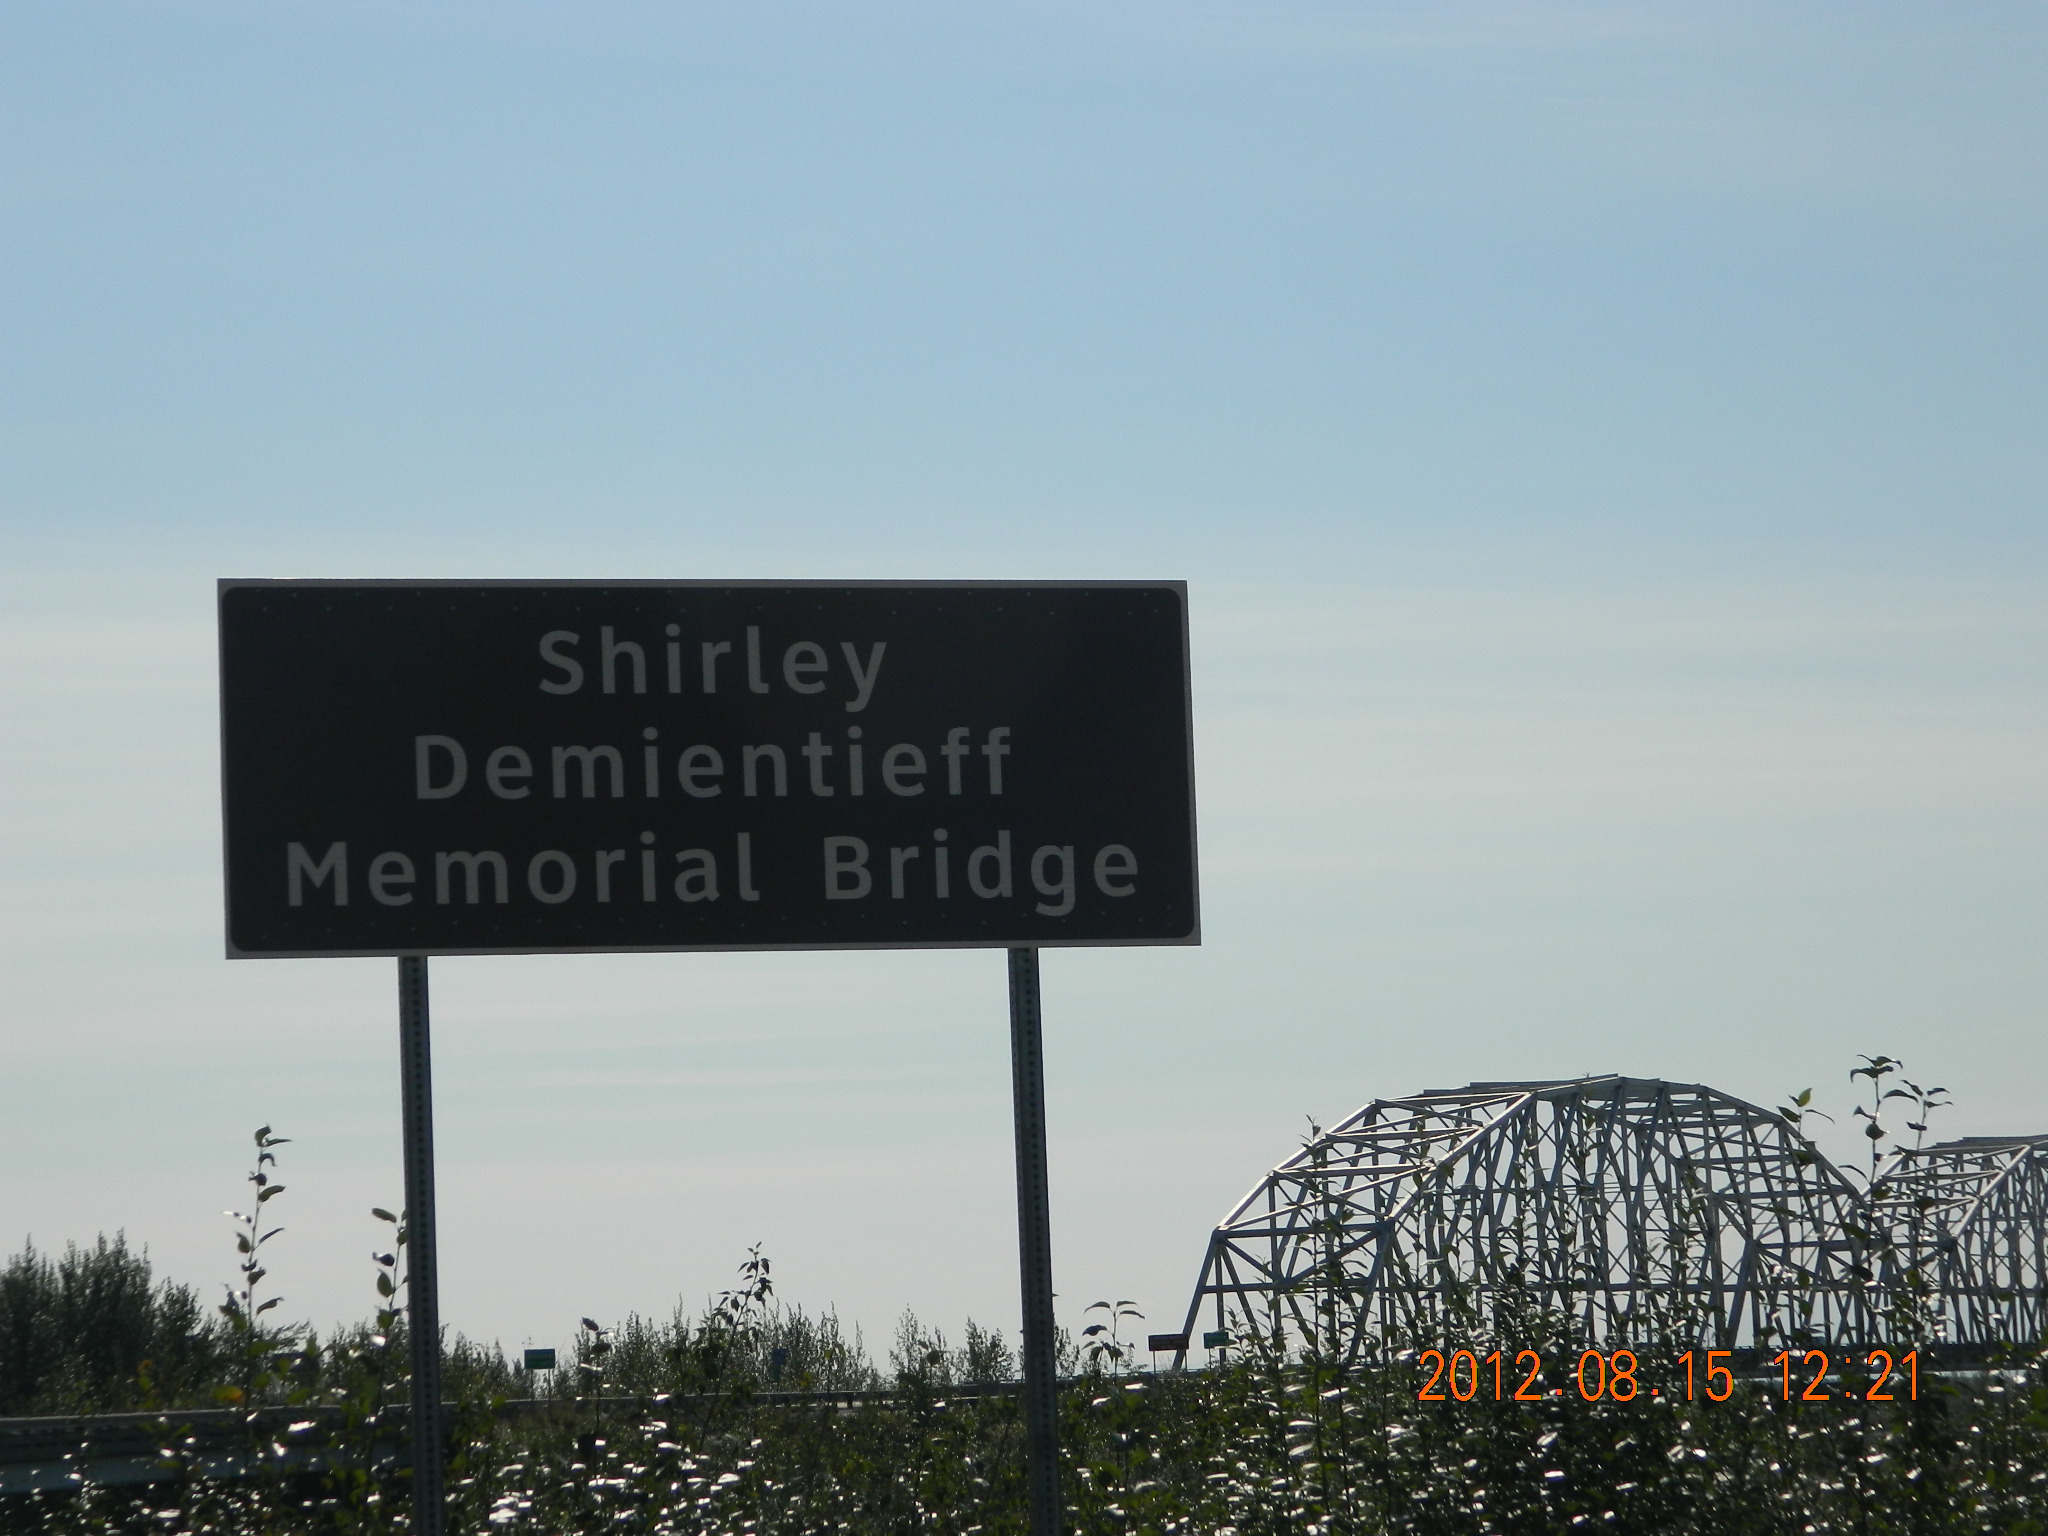 Shirley
Demientieff
Memorial Bridge
2012.08.15 12:21